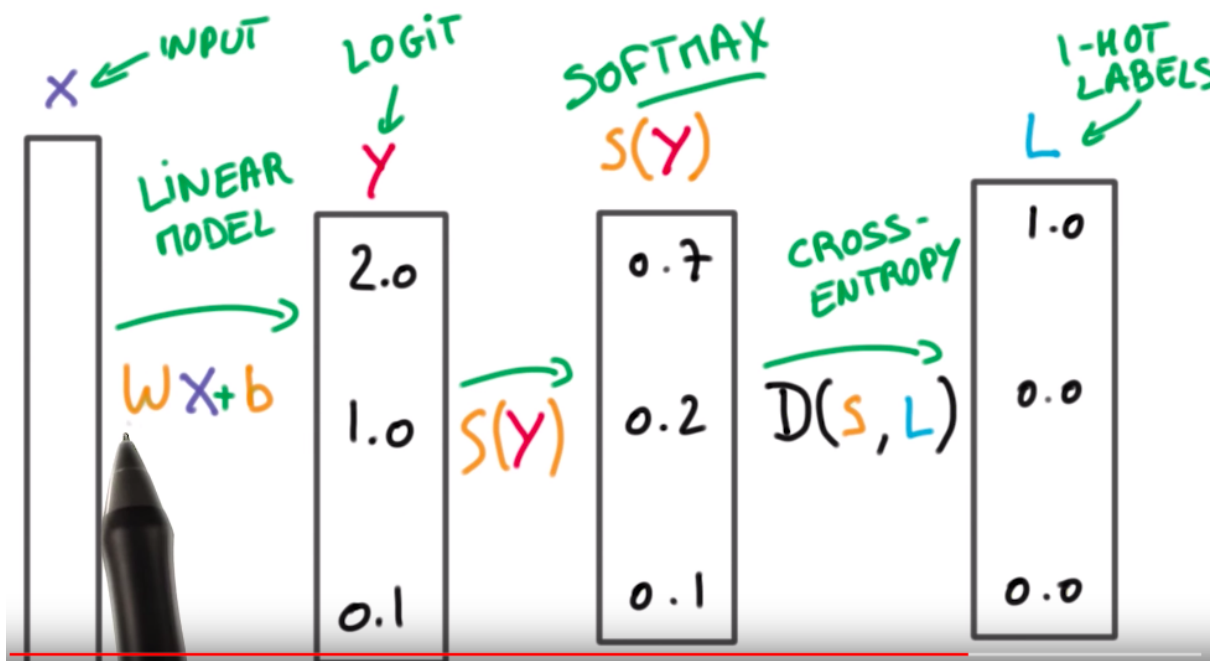 X
INPUT
LINEAR
MODEL
WX+b
LOGIT
Y
2.0
1.0
0.1
S(Y)
SOFTMAX
S(Y)
0.7
0.2
0.1
CROSS-
ENTROPY
D(S,L)
1-HOT
LABELS
L
1.0
0.0
0.0